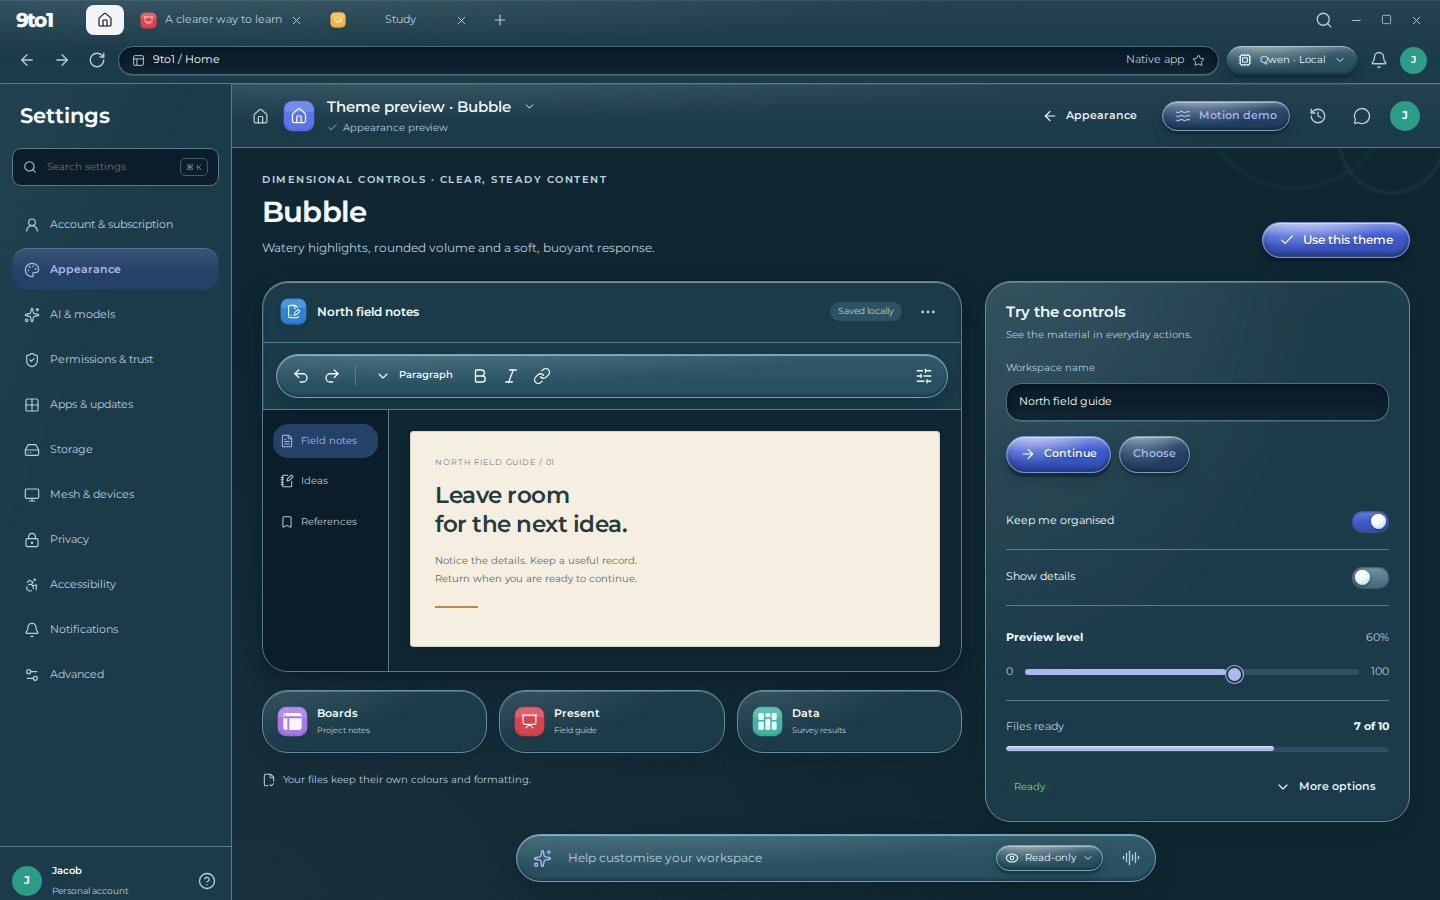 9to1
A clearer way to learn
Study
9to1 / Home
Native app
Qwen · Local
J
Settings
Search settings
⌘ K
Account & subscription
Appearance
AI & models
Permissions & trust
Apps & updates
Storage
Mesh & devices
Privacy
Accessibility
Notifications
Advanced
J
Jacob
Personal account
Theme preview · Bubble
Appearance preview
Appearance
Motion demo
J
DIMENSIONAL CONTROLS · CLEAR, STEADY CONTENT
Bubble
Watery highlights, rounded volume and a soft, buoyant response.
Use this theme
North field notes
Saved locally
Paragraph
B I
Field notes
Ideas
References
NORTH FIELD GUIDE / 01
Leave room
for the next idea.
Notice the details. Keep a useful record.
Return when you are ready to continue.
Boards
Project notes
Present
Field guide
Data
Survey results
Your files keep their own colours and formatting.
Try the controls
See the material in everyday actions.
Workspace name
North field guide
Continue
Choose
Keep me organised
Show details
Preview level
60%
0
100
Files ready
7 of 10
Ready
More options
Help customise your workspace
Read-only